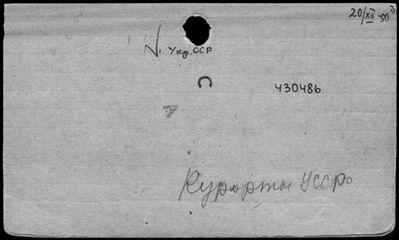 20/XII-50
Укр. ССР
С
430486
Курорты УССР